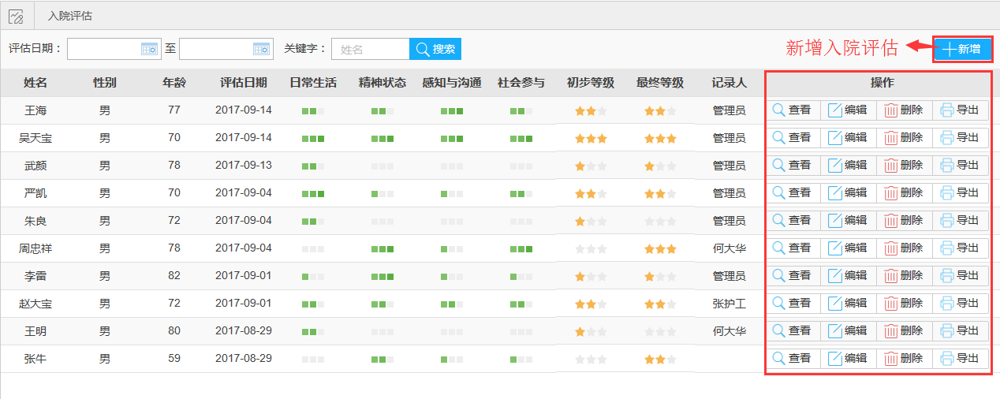 入院评估
评估日期： 至 关键字： 姓名 搜索 新增入院评估 新增
姓名 性别 年龄 评估日期 日常生活 精神状态 感知与沟通 社会参与 初步等级 最终等级 记录人 操作
王海 男 77 2017-09-14 管理员 查看 编辑 删除 导出
吴天宝 男 70 2017-09-14 管理员 查看 编辑 删除 导出
武颜 男 78 2017-09-13 管理员 查看 编辑 删除 导出
严凯 男 70 2017-09-04 管理员 查看 编辑 删除 导出
朱良 男 72 2017-09-04 管理员 查看 编辑 删除 导出
周忠祥 男 78 2017-09-04 何大华 查看 编辑 删除 导出
李雷 男 82 2017-09-01 管理员 查看 编辑 删除 导出
赵大宝 男 72 2017-09-01 张护工 查看 编辑 删除 导出
王明 男 80 2017-08-29 何大华 查看 编辑 删除 导出
张牛 男 59 2017-08-29 查看 编辑 删除 导出